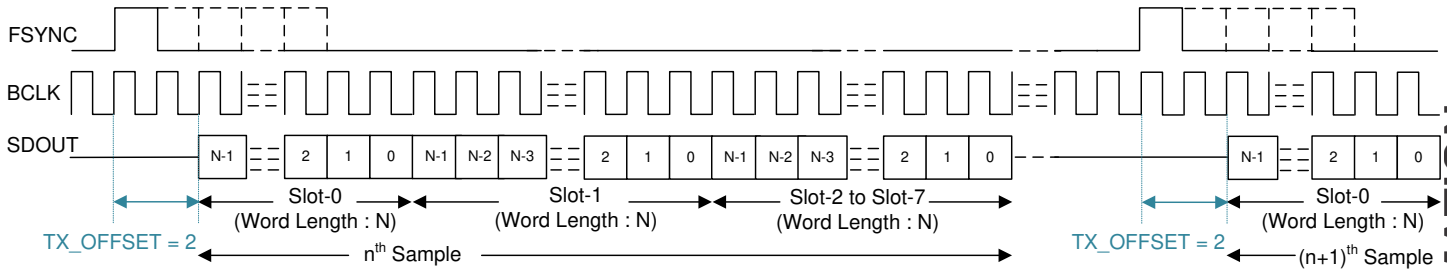 FSYNC
BCLK
SDOUT
N-1 2 1 0 N-1 N-2 N-3 2 1 0 N-1 N-2 N-3 2 1 0 N-1 2 1 0
Slot-0 Slot-1 Slot-2 to Slot-7 Slot-0
(Word Length : N) (Word Length : N) (Word Length : N) (Word Length : N)
TX_OFFSET = 2 TX_OFFSET = 2
nth Sample (n+1)th Sample